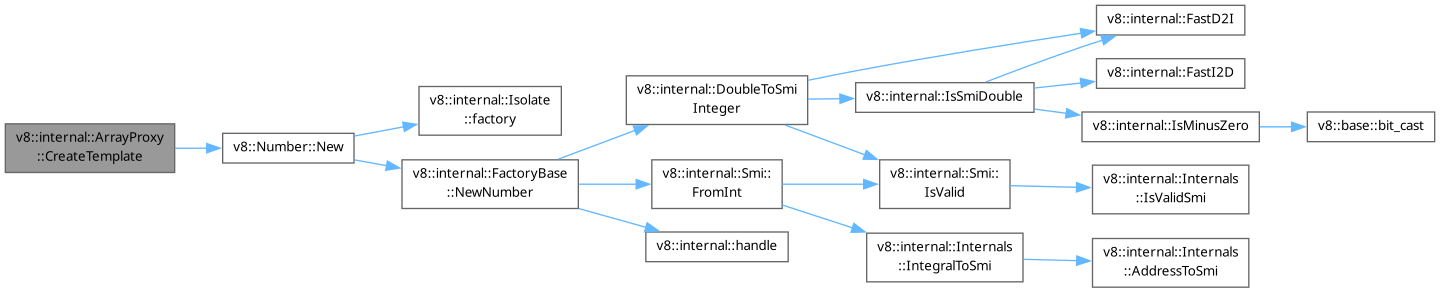 v8::internal::ArrayProxy
::CreateTemplate
v8::Number::New
v8::internal::Isolate
::factory
v8::internal::FactoryBase
::NewNumber
v8::internal::DoubleToSmi
Integer
v8::internal::Smi::
FromInt
v8::internal::handle
v8::internal::IsSmiDouble
v8::internal::Smi::
IsValid
v8::internal::Internals
::IntegralToSmi
v8::internal::FastD2I
v8::internal::FastI2D
v8::internal::IsMinusZero
v8::internal::Internals
::IsValidSmi
v8::internal::Internals
::AddressToSmi
v8::base::bit_cast